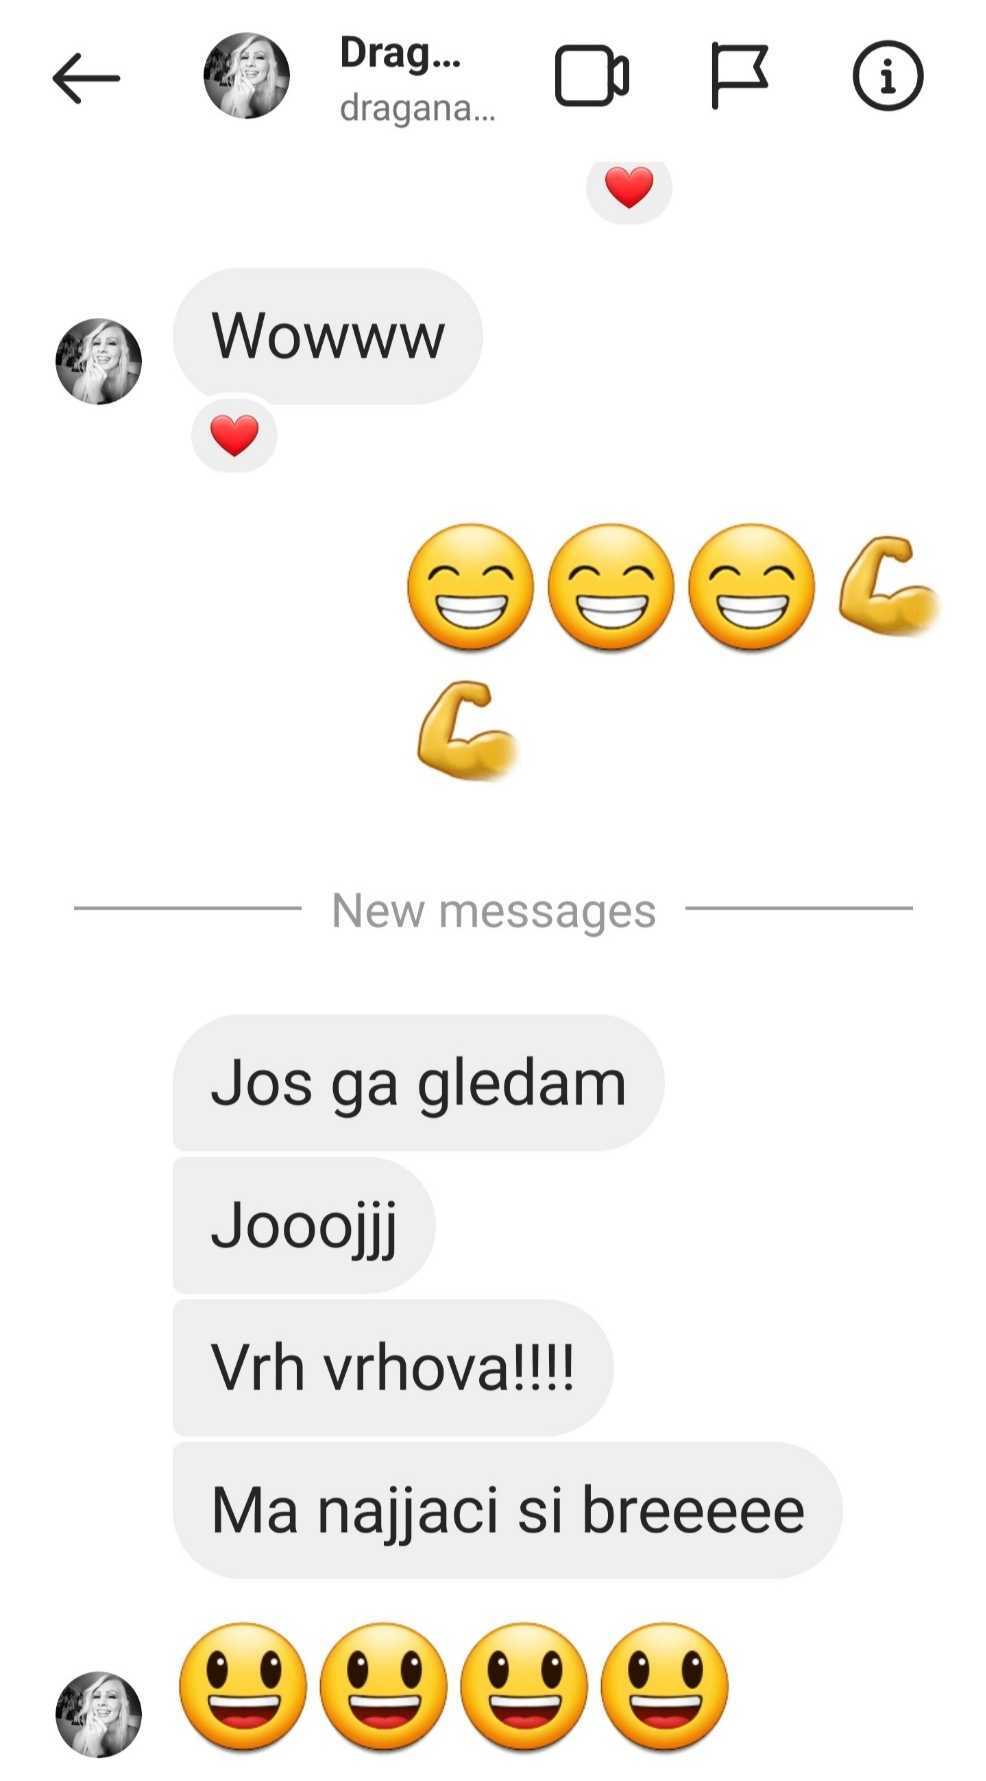 Drag...
dragana...
Wowww
New messages
Jos ga gledam
Jooojjj
Vrh vrhova!!!!
Ma najjaci si breeeee